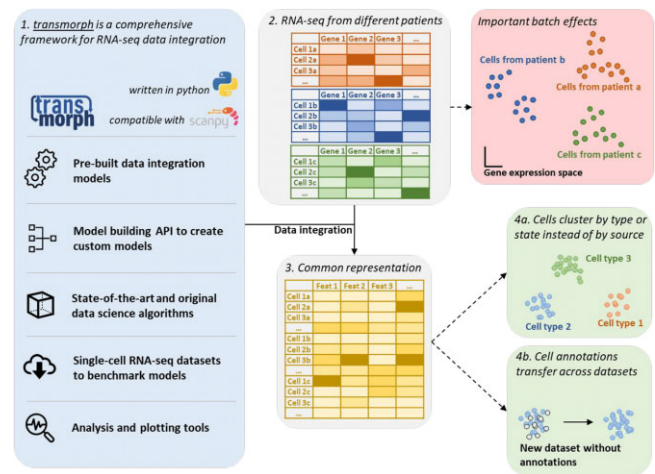 1. transmorph is a comprehensive
framework for RNA-seq data integration
trans
morph
written in python
compatible with scanpy
Pre-built data integration
models
Model building API to create
custom models
State-of-the-art and original
data science algorithms
Single-cell RNA-seq datasets
to benchmark models
Analysis and plotting tools
2. RNA-seq from different patients
Gene 1 Gene 2 Gene 3 ...
Cell 1a
Cell 2a
Cell 3a
...
Gene 1 Gene 2 Gene 3 ...
Cell 1b
Cell 2b
Cell 3b
...
Gene 1 Gene 2 Gene 3 ...
Cell 1c
Cell 2c
Cell 3c
...
Data integration
3. Common representation
Feat 1 Feat 2 Feat 3 ...
Cell 1a
Cell 2a
Cell 3a
...
Cell 1b
Cell 2b
Cell 3b
...
Cell 1c
Cell 2c
Cell 3c
...
Important batch effects
Cells from patient b
Cells from patient a
Cells from patient c
Gene expression space
4a. Cells cluster by type or
state instead of by source
Cell type 3
Cell type 2
Cell type 1
4b. Cell annotations
transfer across datasets
New dataset without
annotations